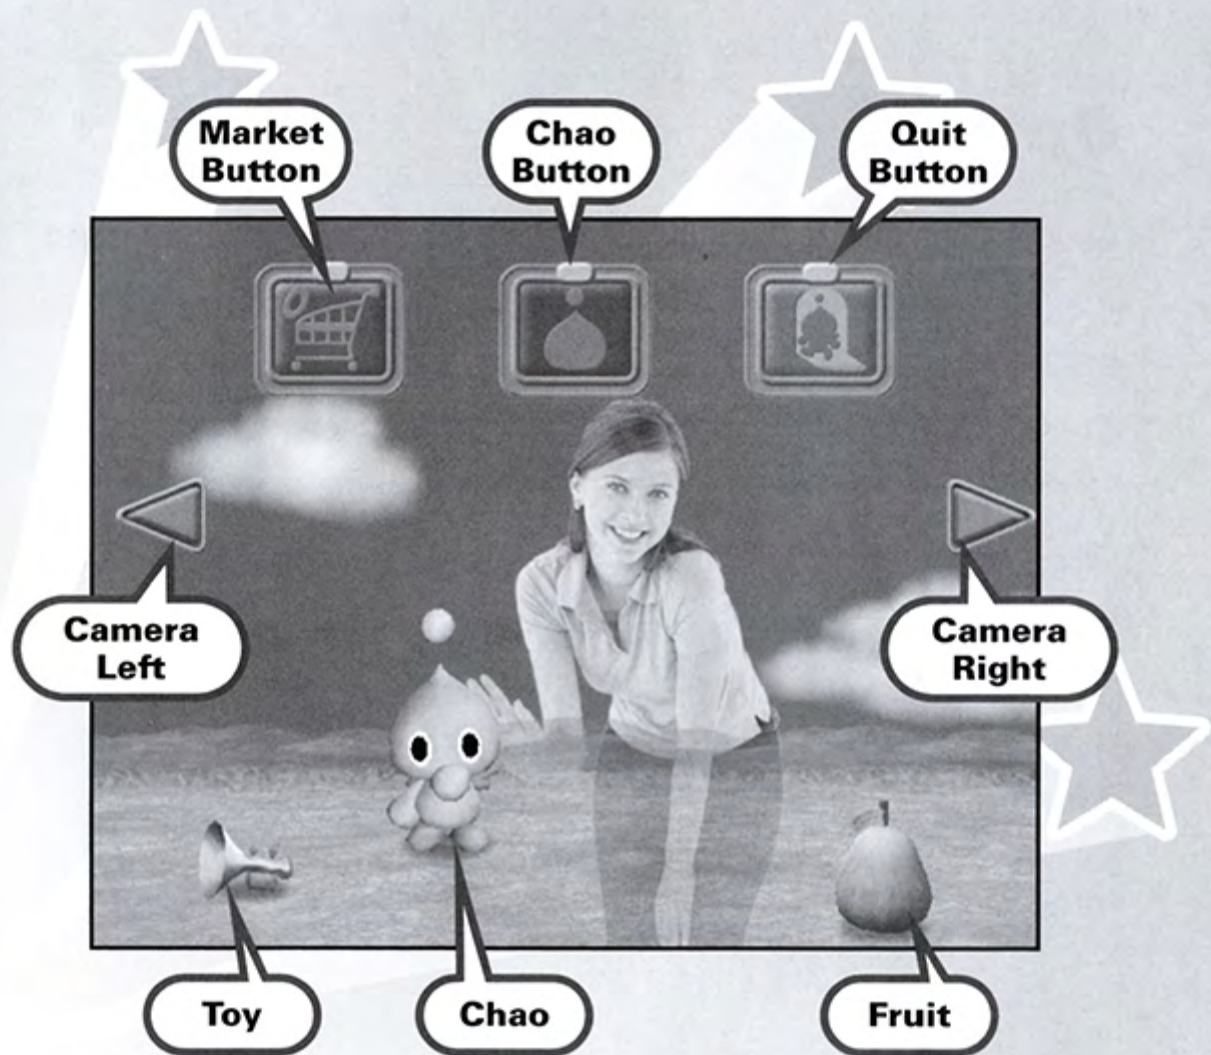 Market
Button
Chao
Button
Quit
Button
Camera
Left
Camera
Right
Toy
Chao
Fruit